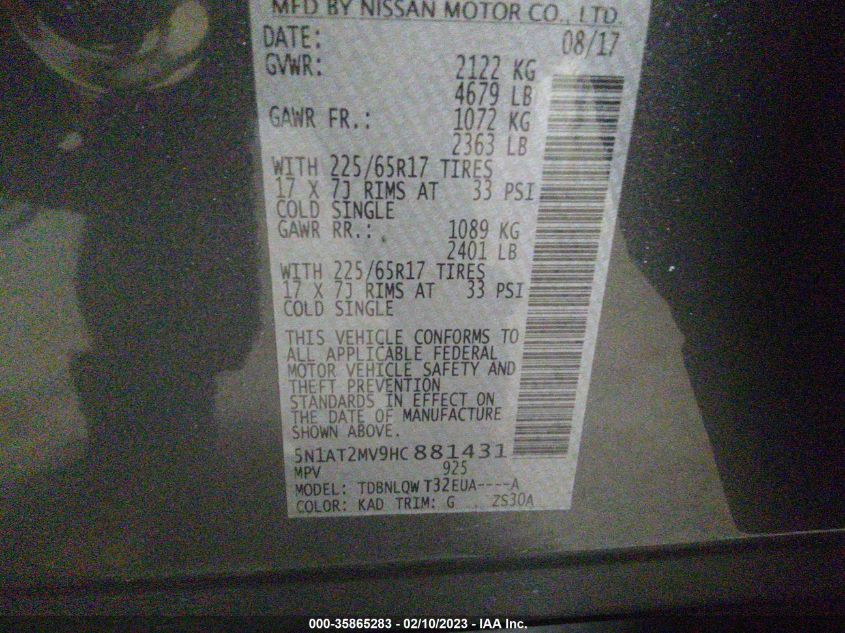 MFD BY NISSAN MOTOR CO., LTD.
DATE: 08/17
GVWR: 2122 KG
4679 LB
GAWR FR.: 1072 KG
2363 LB
WITH 225/65R17 TIRES
17 X 7J RIMS AT 33 PSI
COLD SINGLE
GAWR RR.: 1089 KG
2401 LB
WITH 225/65R17 TIRES
17 X 7J RIMS AT 33 PSI
COLD SINGLE
THIS VEHICLE CONFORMS TO
ALL APPLICABLE FEDERAL
MOTOR VEHICLE SAFETY AND
THEFT PREVENTION
STANDARDS IN EFFECT ON
THE DATE OF MANUFACTURE
SHOWN ABOVE.
5N1AT2MV9HC881431
MPV 925
MODEL: TDBNLQWT32EUA----A
COLOR: KAD TRIM: G ZS30A
000-35865283 - 02/10/2023 - IAA Inc.